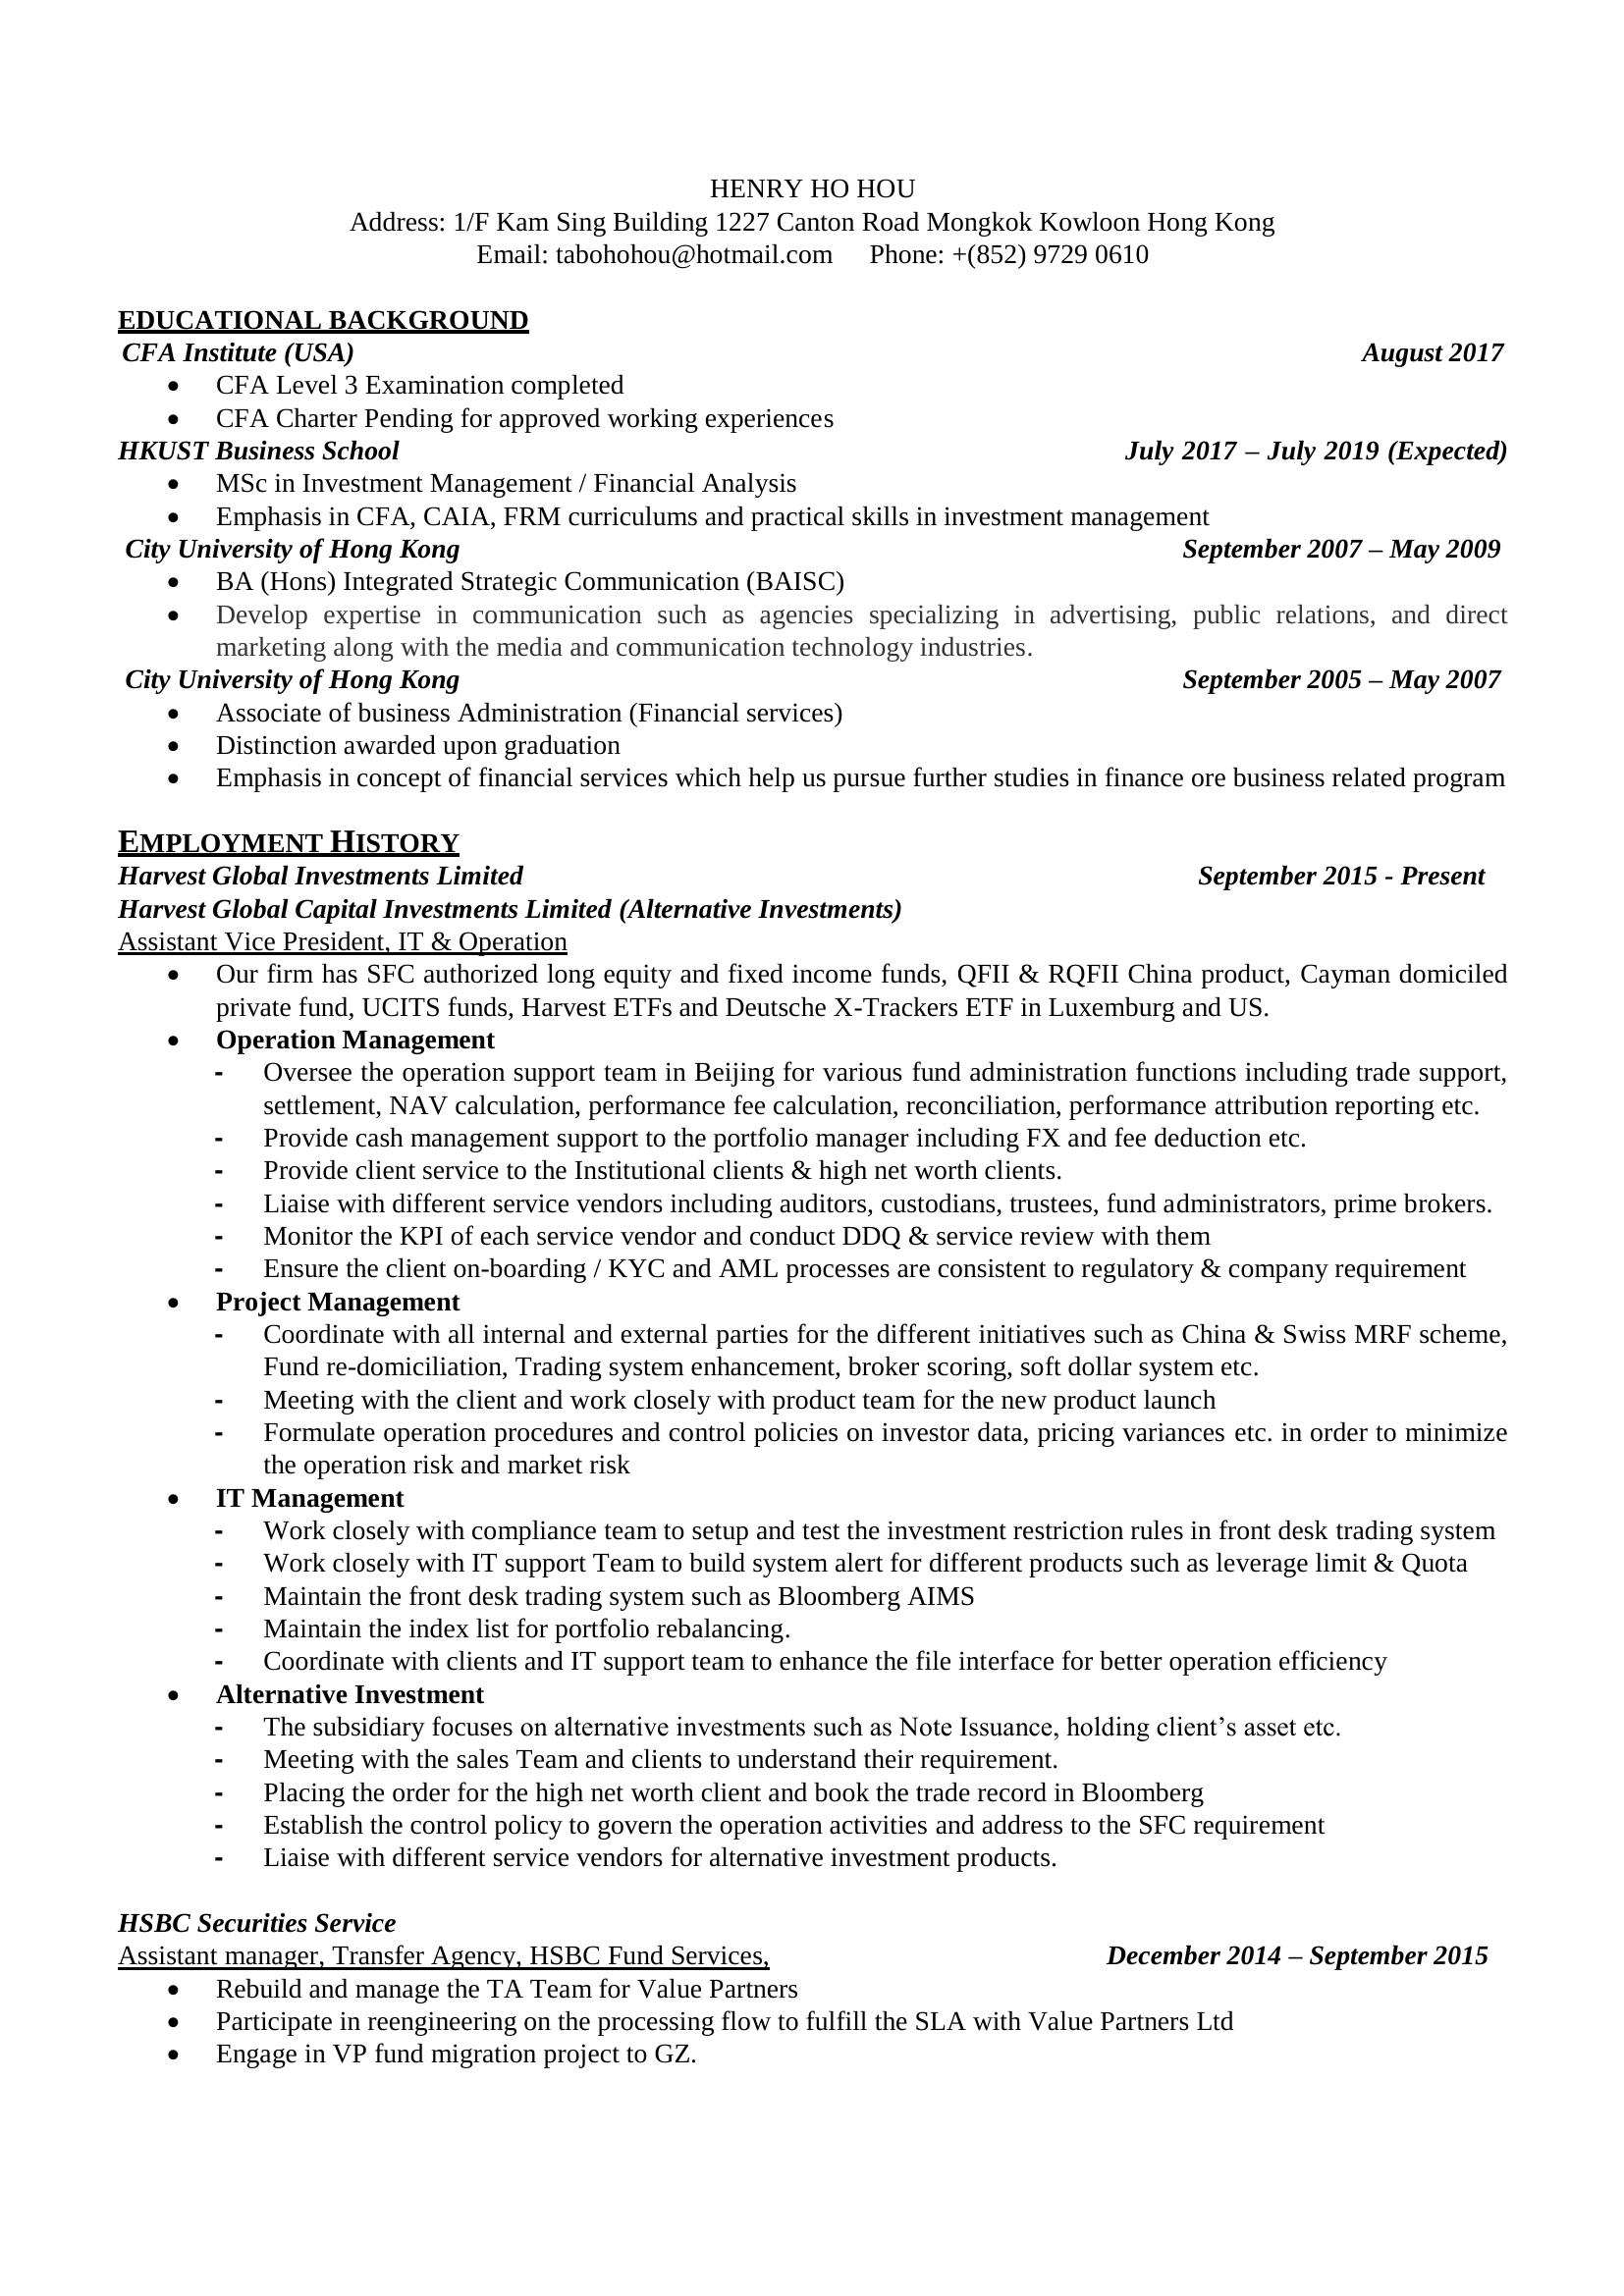 HENRY HO HOU
Address: 1/F Kam Sing Building 1227 Canton Road Mongkok Kowloon Hong Kong
Email: tabohohou@hotmail.com Phone: +(852) 9729 0610
EDUCATIONAL BACKGROUND
CFA Institute (USA) August 2017
• CFA Level 3 Examination completed
• CFA Charter Pending for approved working experiences
HKUST Business School July 2017 – July 2019 (Expected)
• MSc in Investment Management / Financial Analysis
• Emphasis in CFA, CAIA, FRM curriculums and practical skills in investment management
City University of Hong Kong September 2007 – May 2009
• BA (Hons) Integrated Strategic Communication (BAISC)
• Develop expertise in communication such as agencies specializing in advertising, public relations, and direct
marketing along with the media and communication technology industries.
City University of Hong Kong September 2005 – May 2007
• Associate of business Administration (Financial services)
• Distinction awarded upon graduation
• Emphasis in concept of financial services which help us pursue further studies in finance ore business related program
EMPLOYMENT HISTORY
Harvest Global Investments Limited September 2015 - Present
Harvest Global Capital Investments Limited (Alternative Investments)
Assistant Vice President, IT & Operation
• Our firm has SFC authorized long equity and fixed income funds, QFII & RQFII China product, Cayman domiciled
private fund, UCITS funds, Harvest ETFs and Deutsche X-Trackers ETF in Luxemburg and US.
• Operation Management
- Oversee the operation support team in Beijing for various fund administration functions including trade support,
settlement, NAV calculation, performance fee calculation, reconciliation, performance attribution reporting etc.
- Provide cash management support to the portfolio manager including FX and fee deduction etc.
- Provide client service to the Institutional clients & high net worth clients.
- Liaise with different service vendors including auditors, custodians, trustees, fund administrators, prime brokers.
- Monitor the KPI of each service vendor and conduct DDQ & service review with them
- Ensure the client on-boarding / KYC and AML processes are consistent to regulatory & company requirement
• Project Management
- Coordinate with all internal and external parties for the different initiatives such as China & Swiss MRF scheme,
Fund re-domiciliation, Trading system enhancement, broker scoring, soft dollar system etc.
- Meeting with the client and work closely with product team for the new product launch
- Formulate operation procedures and control policies on investor data, pricing variances etc. in order to minimize
the operation risk and market risk
• IT Management
- Work closely with compliance team to setup and test the investment restriction rules in front desk trading system
- Work closely with IT support Team to build system alert for different products such as leverage limit & Quota
- Maintain the front desk trading system such as Bloomberg AIMS
- Maintain the index list for portfolio rebalancing.
- Coordinate with clients and IT support team to enhance the file interface for better operation efficiency
• Alternative Investment
- The subsidiary focuses on alternative investments such as Note Issuance, holding client’s asset etc.
- Meeting with the sales Team and clients to understand their requirement.
- Placing the order for the high net worth client and book the trade record in Bloomberg
- Establish the control policy to govern the operation activities and address to the SFC requirement
- Liaise with different service vendors for alternative investment products.
HSBC Securities Service
Assistant manager, Transfer Agency, HSBC Fund Services, December 2014 – September 2015
• Rebuild and manage the TA Team for Value Partners
• Participate in reengineering on the processing flow to fulfill the SLA with Value Partners Ltd
• Engage in VP fund migration project to GZ.